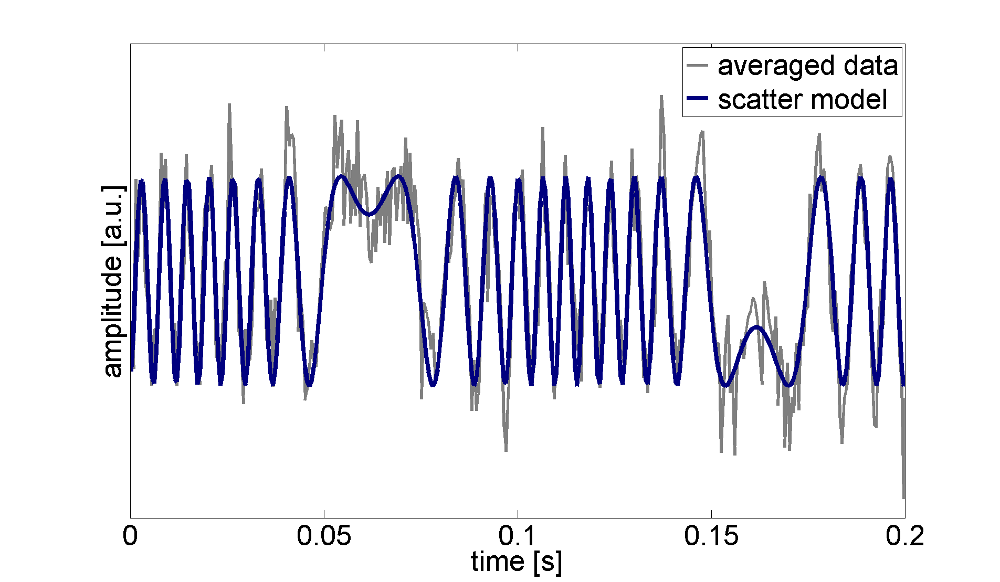 averaged data
scatter model
amplitude [a.u.]
0 0.05 0.1 0.15 0.2
time [s]